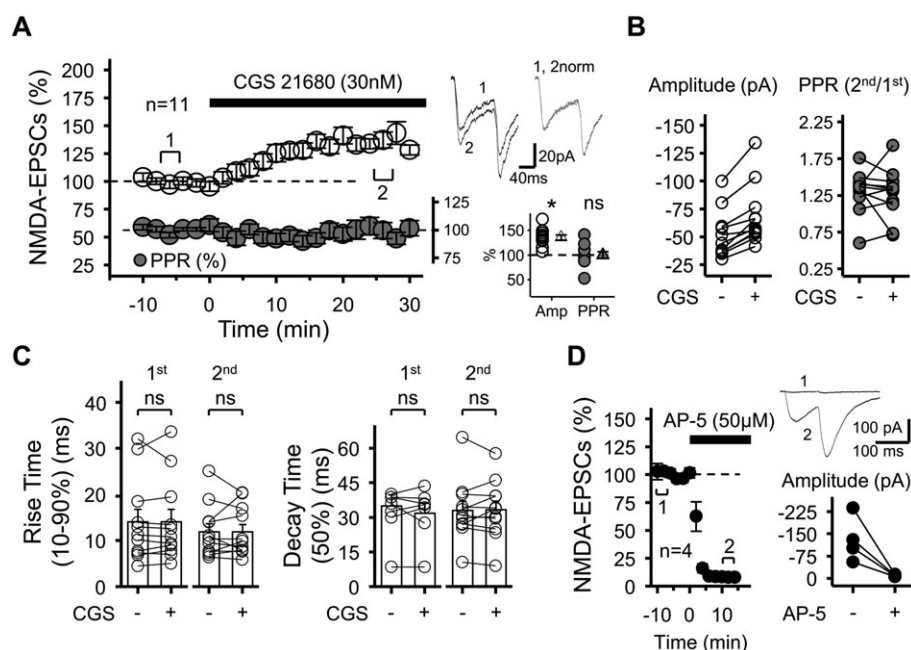 A
NMDA-EPSCs (%)
200
175
150
125
100
75
50
25
CGS 21680 (30nM)
n=11
1
2
PPR (%)
100
75
-10
0
10
20
30
Time (min)
1
2
1, 2norm
20pA
40ms
*
ns
%
150
100
50
Amp
PPR
B
Amplitude (pA)
-150
-125
-100
-75
-50
-25
CGS
-
+
PPR (2nd/1st)
2.25
1.75
1.25
0.75
0.25
CGS
-
+
C
Rise Time
(10-90%) (ms)
40
30
20
10
0
1st
2nd
ns
ns
CGS
-
+
-
+
Decay Time
(50%) (ms)
60
45
30
15
0
1st
2nd
ns
ns
CGS
-
+
-
+
D
NMDA-EPSCs (%)
150
125
100
75
50
25
0
AP-5 (50µM)
1
n=4
2
-10
0
10
Time (min)
1
2
100 pA
100 ms
Amplitude (pA)
-225
-150
-75
0
AP-5
-
+